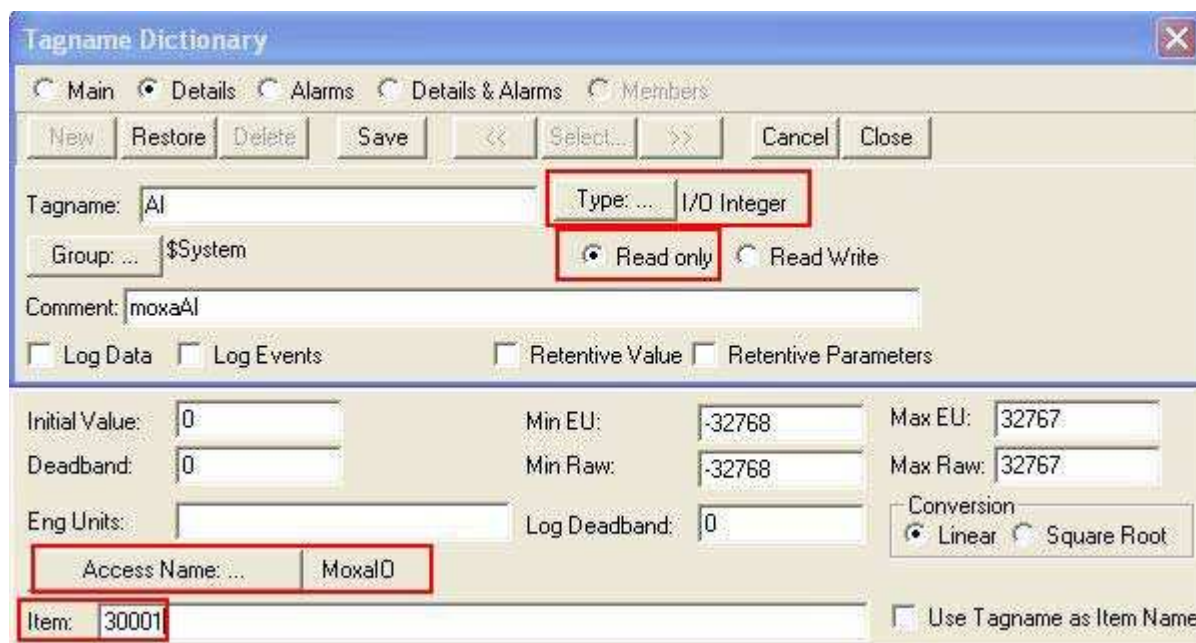 Tagname Dictionary
Main Details Alarms Details & Alarms Members
New Restore Delete Save << Select... >> Cancel Close
Tagname: AI Type: ... I/O Integer
Group: ... $System Read only Read Write
Comment: moxaAI
Log Data Log Events Retentive Value Retentive Parameters
Initial Value: 0 Min EU: -32768 Max EU: 32767
Deadband: 0 Min Raw: -32768 Max Raw: 32767
Eng Units: Log Deadband: 0 Conversion
Linear Square Root
Access Name: ... MoxaIO
Item: 30001 Use Tagname as Item Name